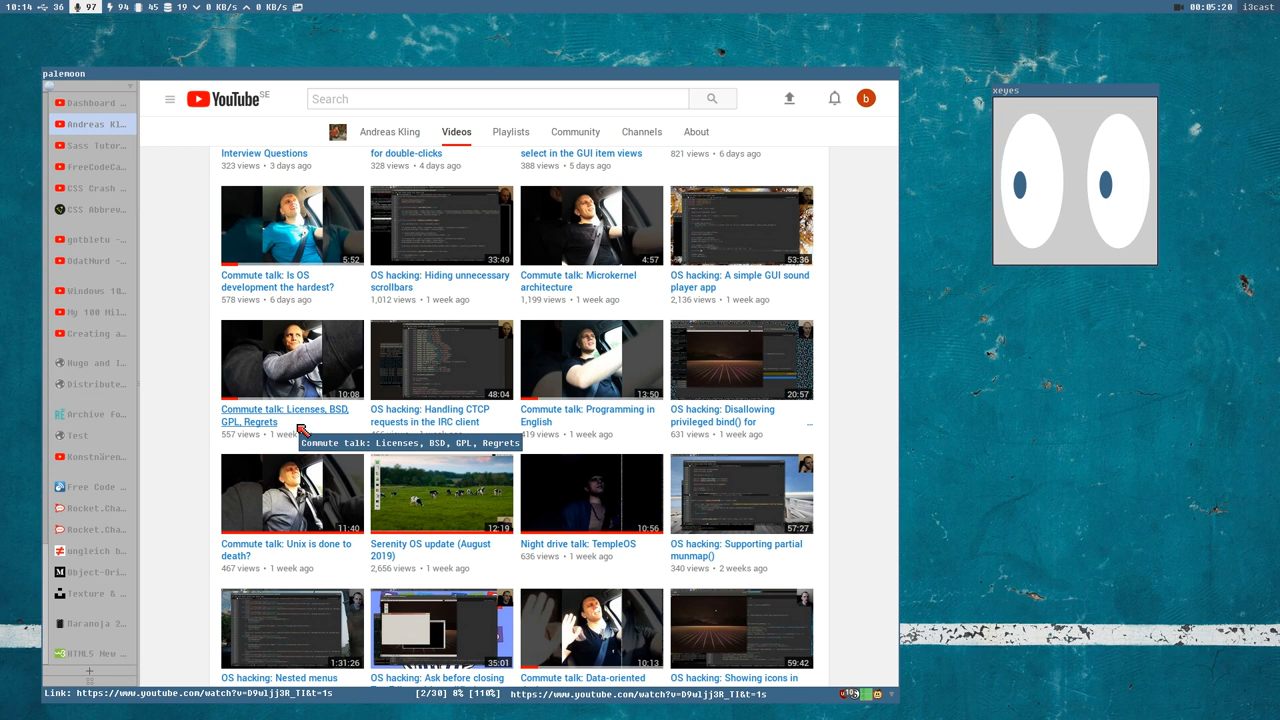 10:14 36 97 94 45 19 0 KB/s 0 KB/s
00:05:20 i3cast
palemoon
xeyes
Dashboard …
Andreas Kl…
Sass Tutor…
FreeCodeCa…
CSS Crash …
CSS Abbrev…
gotbletu -…
OdatNurd -…
Windows 10…
My 100 Mil…
Creating a…
Hugo and I…
Distribute…
Archive fo…
Test
Konstnären…
Free Code …
Rocket.Cha…
Rocket.Cha…
ungleich b…
Object-Ori…
Texture & …
Naranoja 2…
HTML5 New …
YouTube SE
Search
b
Andreas Kling Videos Playlists Community Channels About
Interview Questions
323 views • 3 days ago
for double-clicks
328 views • 4 days ago
select in the GUI item views
388 views • 5 days ago
821 views • 6 days ago
5:52
33:49
4:57
53:36
Commute talk: Is OS
development the hardest?
578 views • 6 days ago
OS hacking: Hiding unnecessary
scrollbars
1,012 views • 1 week ago
Commute talk: Microkernel
architecture
1,199 views • 1 week ago
OS hacking: A simple GUI sound
player app
2,136 views • 1 week ago
10:08
48:04
13:50
20:57
Commute talk: Licenses, BSD,
GPL, Regrets
557 views • 1 week
OS hacking: Handling CTCP
requests in the IRC client
Commute talk: Programming in
English
419 views • 1 week ago
OS hacking: Disallowing
privileged bind() for ...
631 views • 1 week ago
Commute talk: Licenses, BSD, GPL, Regrets
11:40
12:19
10:56
57:27
Commute talk: Unix is done to
death?
467 views • 1 week ago
Serenity OS update (August
2019)
2,656 views • 1 week ago
Night drive talk: TempleOS
636 views • 1 week ago
OS hacking: Supporting partial
munmap()
340 views • 2 weeks ago
1:31:26
35:01
10:13
59:42
OS hacking: Nested menus
OS hacking: Ask before closing
Commute talk: Data-oriented
OS hacking: Showing icons in
Link: https://www.youtube.com/watch?v=D9wljj3R_TI&t=1s [2/30] 8% [110%] https://www.youtube.com/watch?v=D9wljj3R_TI&t=1s